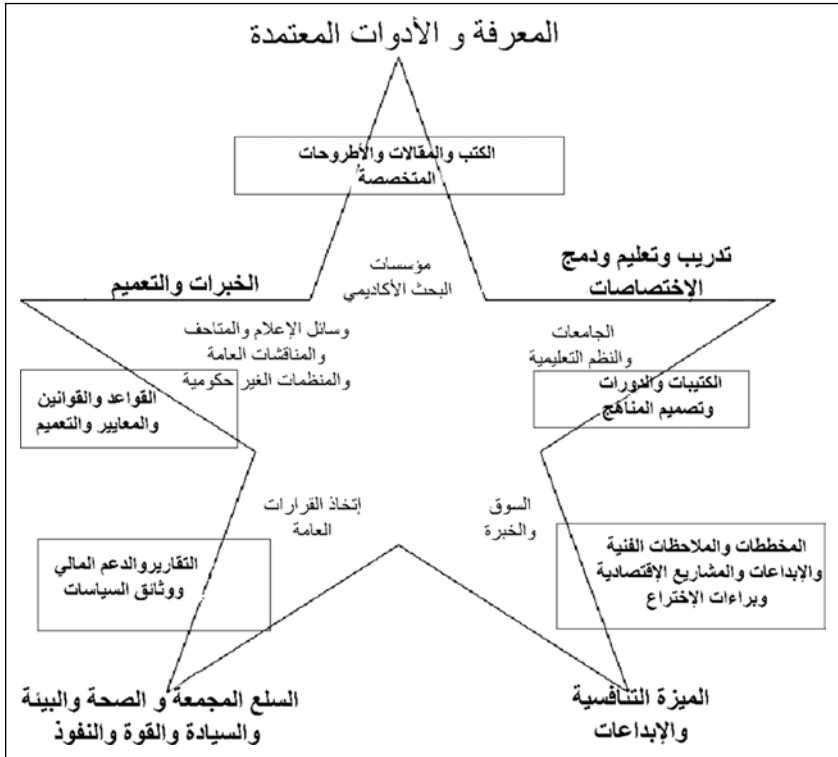 المعرفة و الأدوات المعتمدة
الكتب والمقالات والأطروحات
المتخصصة
تدريب وتعليم ودمج
الإختصاصات
مؤسسات
البحث الأكاديمي
الخبرات والتعميم
الجامعات
والنظم التعليمية
وسائل الإعلام والمتاحف
والمناقشات العامة
والمنظمات الغير حكومية
الكتيبات والدورات
وتصميم المناهج
القواعد والقوانين
والمعايير والتعميم
السوق
والخبرة
إتخاذ القرارات
العامة
المخططات والملاحظات الفنية
والإبداعات والمشاريع الإقتصادية
وبراءات الإختراع
التقاريروالدعم المالي
ووثائق السياسات
الميزة التنافسية
والإبداعات
السلع المجمعة و الصحة والبيئة
والسيادة والقوة والنفوذ